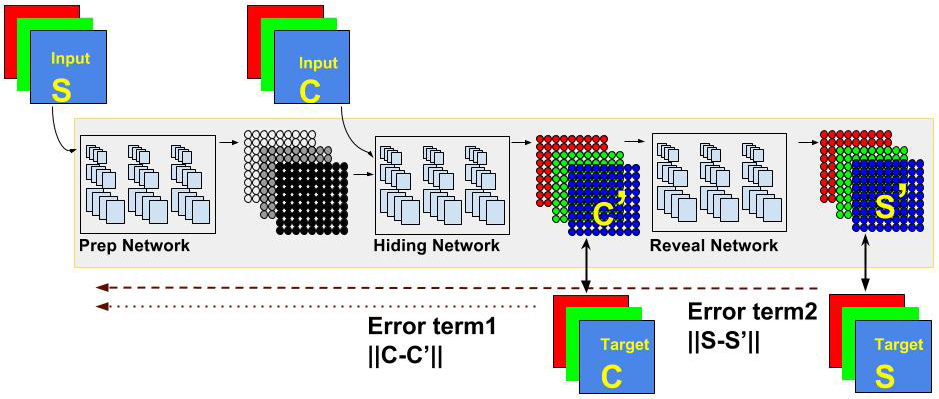 Input
S
Input
C
Prep Network
Hiding Network
C’
Reveal Network
S’
Error term1
||C-C’||
Target
C
Error term2
||S-S’||
Target
S